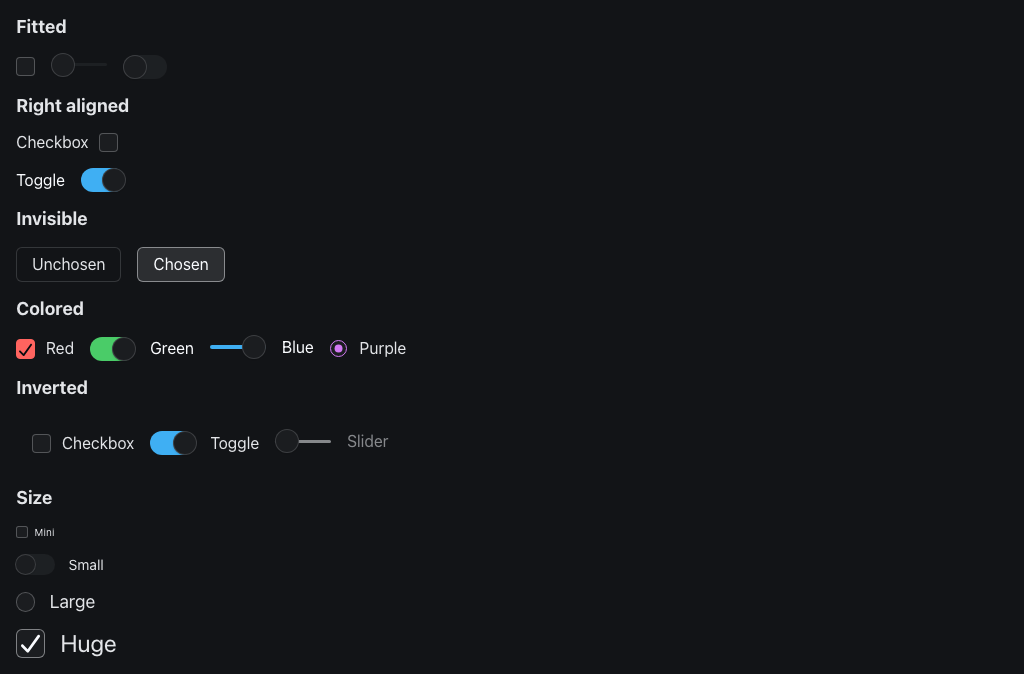 Fitted
Right aligned
Checkbox
Toggle
Invisible
Unchosen Chosen
Colored
Red Green Blue Purple
Inverted
Checkbox Toggle Slider
Size
Mini
Small
Large
Huge